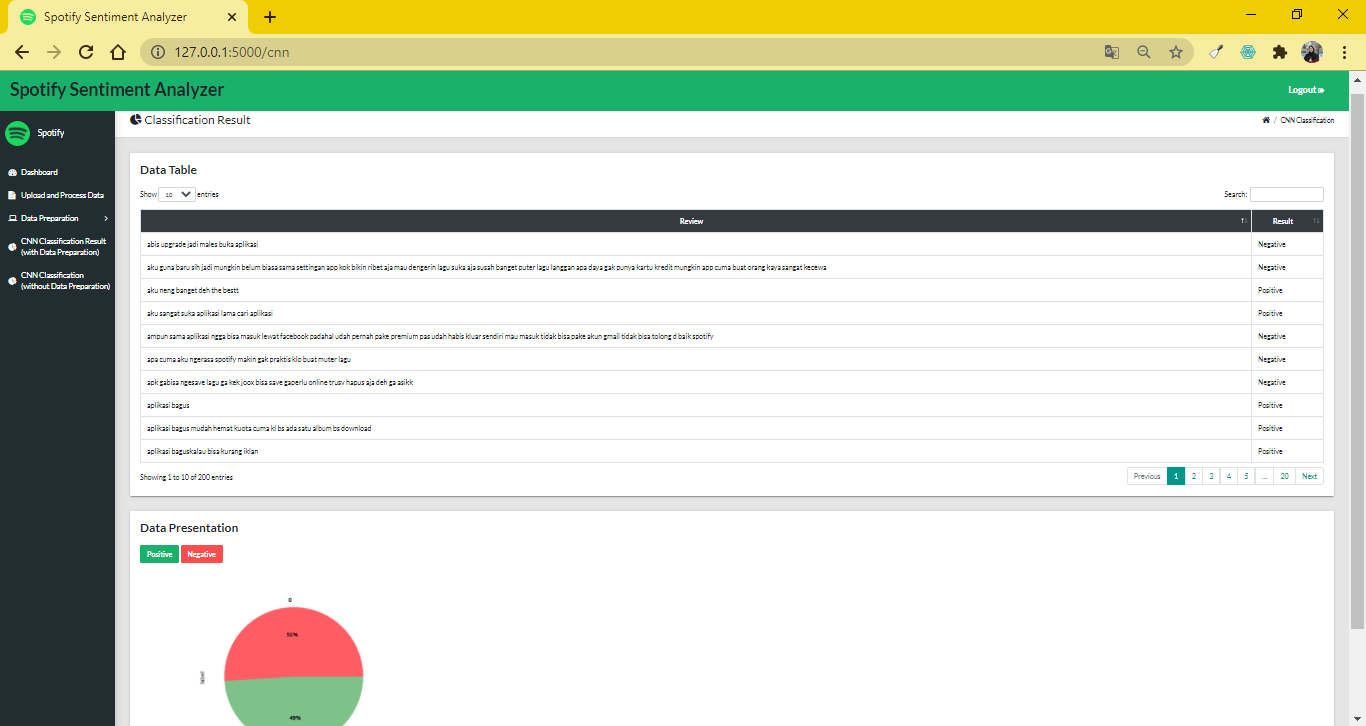 Spotify Sentiment Analyzer
127.0.0.1:5000/cnn
Spotify Sentiment Analyzer
Logout
Spotify
Dashboard
Upload and Process Data
Data Preparation
CNN Classification Result
(with Data Preparation)
CNN Classification
(without Data Preparation)
Classification Result
/ CNN Classification
Data Table
Show 10 entries
Search:
Review Result
abis upgrade jadi males buka aplikasi Negative
aku guna baru sih jadi mungkin belum biasa sama settingan app kok bikin ribet aja mau dengerin lagu suka aja susah banget puter lagu langgan apa daya gak punya kartu kredit mungkin app cuma buat orang kaya sangat kecewa Negative
aku neng banget deh the bestt Positive
aku sangat suka aplikasi lama cari aplikasi Positive
ampun sama aplikasi ngga bisa masuk lewat facebook padahal udah pernah pake premium pas udah habis kluar sendiri mau masuk tidak bisa pake akun gmail tidak bisa tolong d baik spotify Negative
apa cuma aku ngerasa spotify makin gak praktis klo buat muter lagu Negative
apk gabisa ngesave lagu ga kek joox bisa save gaperlu online trusv hapus aja deh ga asikk Negative
aplikasi bagus Positive
aplikasi bagus mudah hemat kuota cuma kl bs ada satu album bs download Positive
aplikasi baguskalau bisa kurang iklan Positive
Showing 1 to 10 of 200 entries
Previous 1 2 3 4 5 ... 20 Next
Data Presentation
Positive Negative
0
51%
label
49%